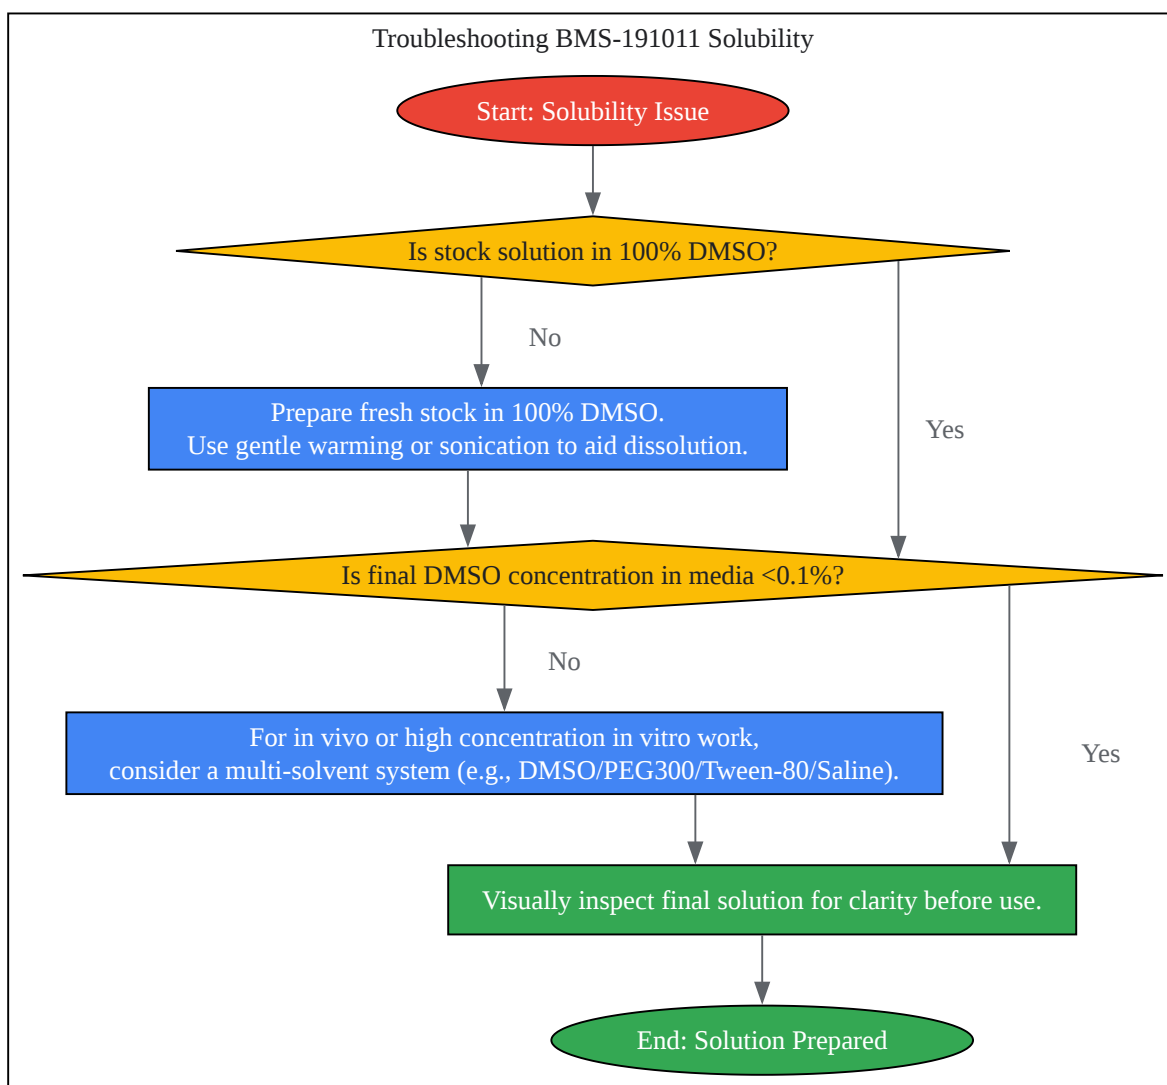 Troubleshooting BMS-191011 Solubility
Start: Solubility Issue
Is stock solution in 100% DMSO?
No
Prepare fresh stock in 100% DMSO.
Use gentle warming or sonication to aid dissolution.
Yes
Is final DMSO concentration in media <0.1%?
No
For in vivo or high concentration in vitro work,
consider a multi-solvent system (e.g., DMSO/PEG300/Tween-80/Saline).
Yes
Visually inspect final solution for clarity before use.
End: Solution Prepared